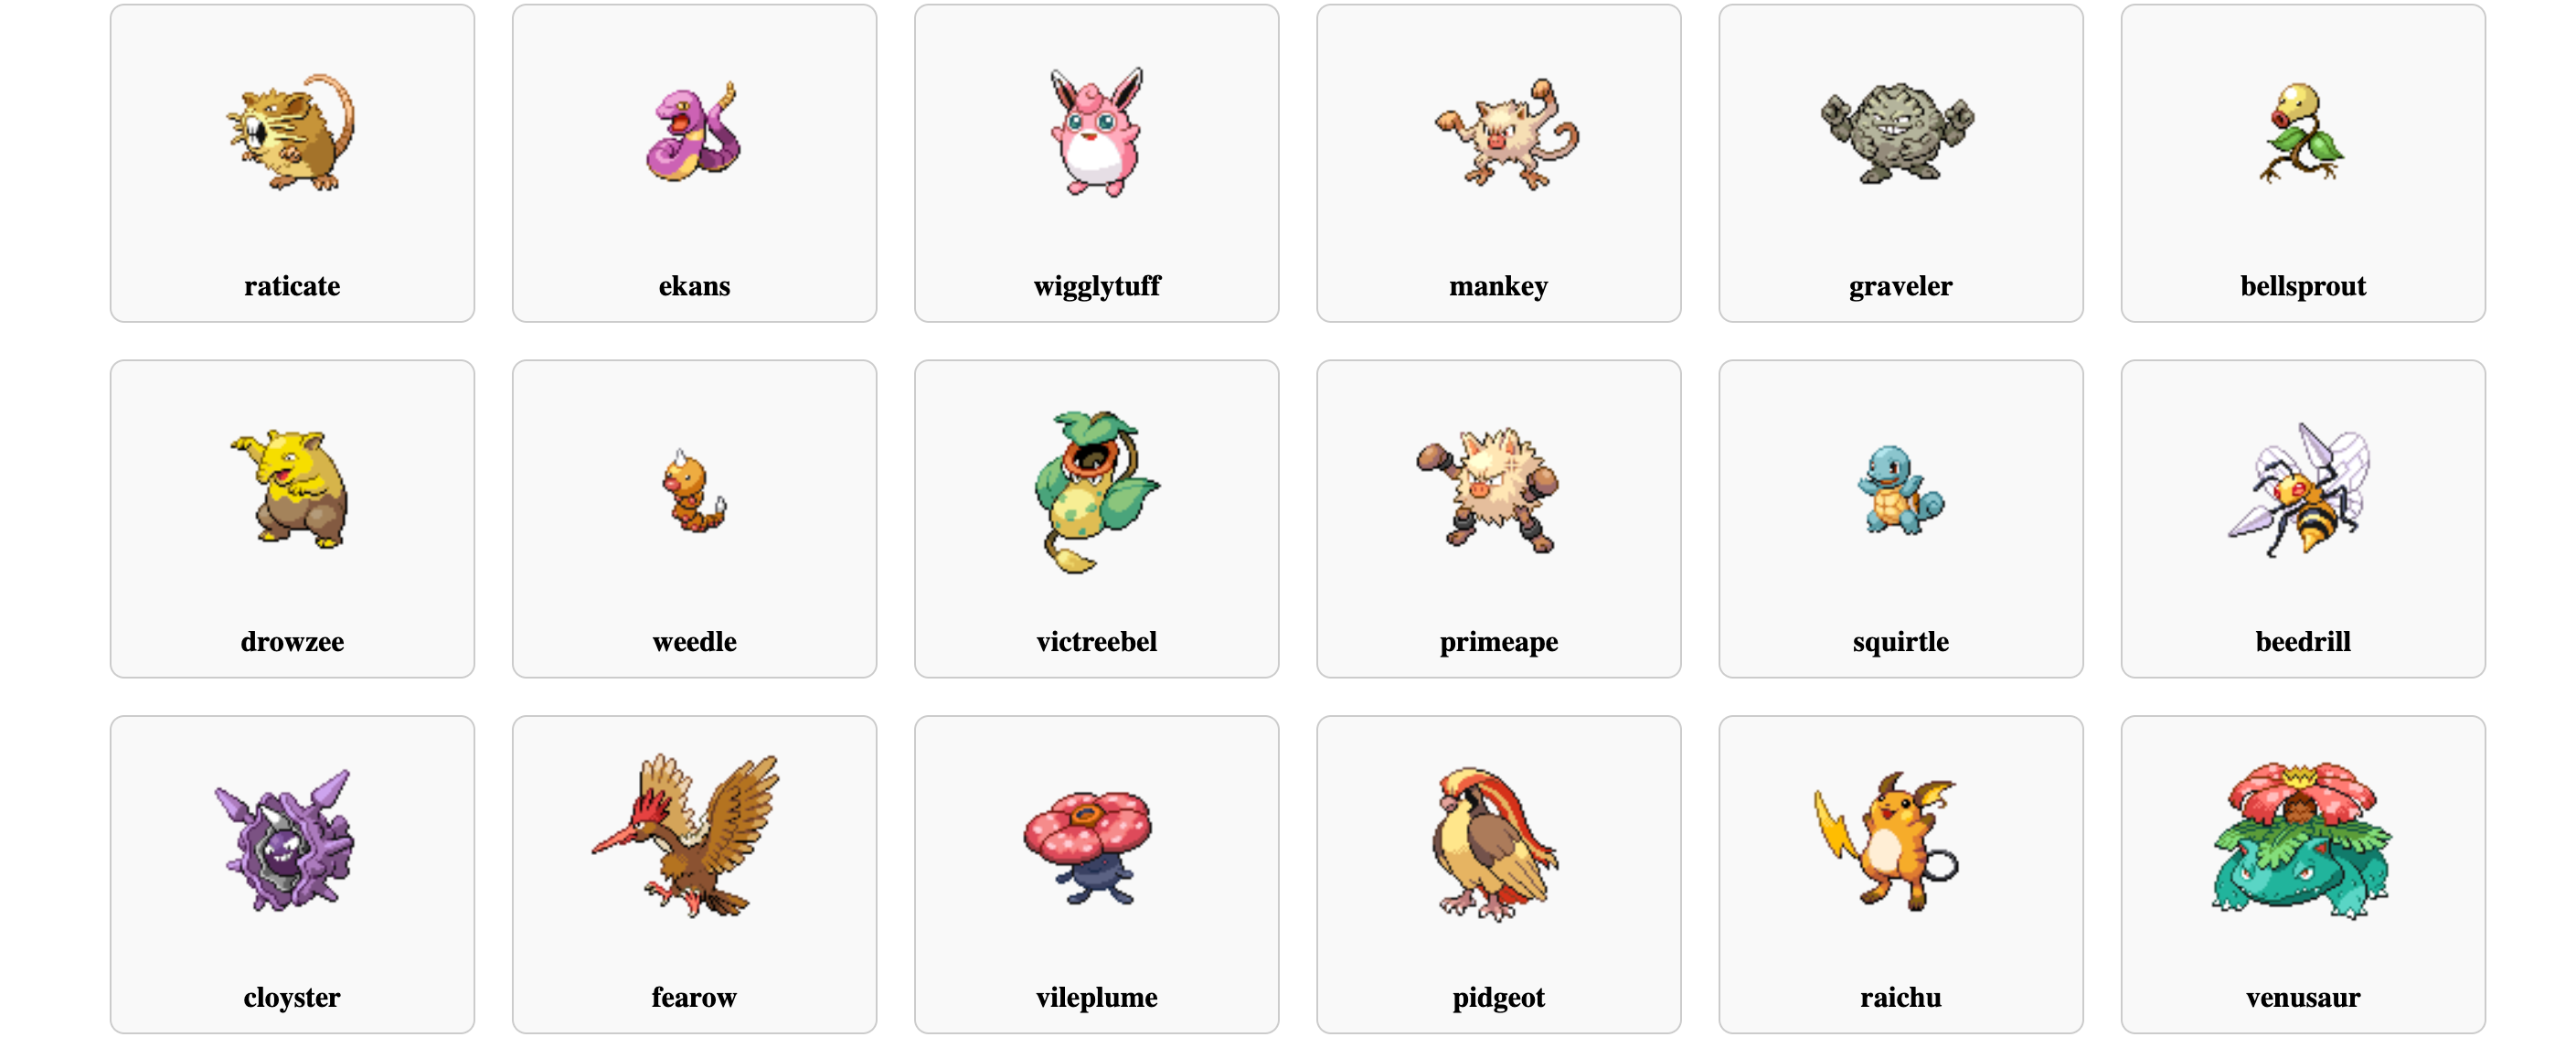 raticate
ekans
wigglytuff
mankey
graveler
bellsprout
drowzee
weedle
victreebel
primeape
squirtle
beedrill
cloyster
fearow
vileplume
pidgeot
raichu
venusaur